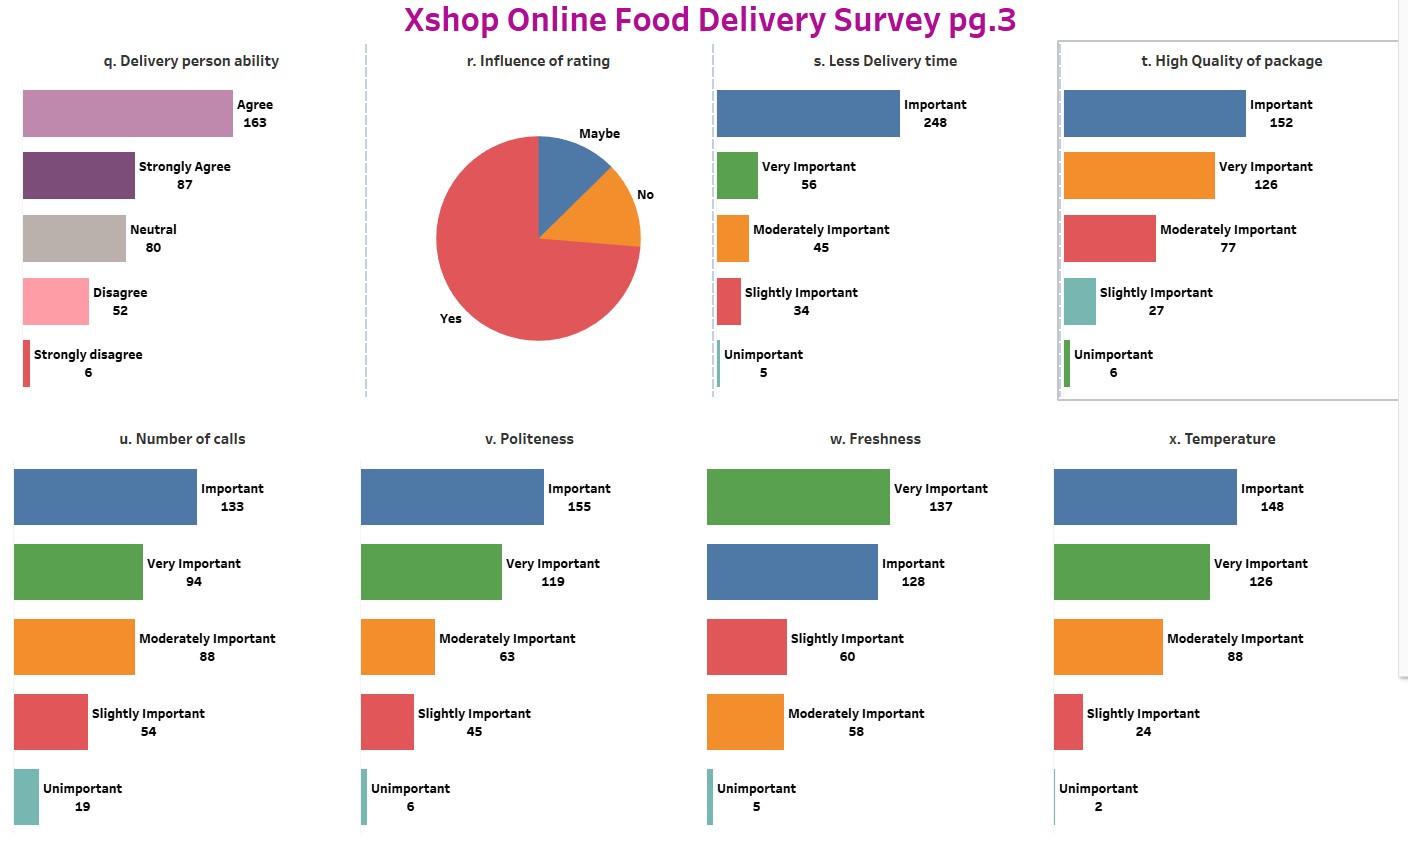 Xshop Online Food Delivery Survey pg.3
q. Delivery person ability
Agree
163
Strongly Agree
87
Neutral
80
Disagree
52
Strongly disagree
6
r. Influence of rating
Maybe
No
Yes
s. Less Delivery time
Important
248
Very Important
56
Moderately Important
45
Slightly Important
34
Unimportant
5
t. High Quality of package
Important
152
Very Important
126
Moderately Important
77
Slightly Important
27
Unimportant
6
u. Number of calls
Important
133
Very Important
94
Moderately Important
88
Slightly Important
54
Unimportant
19
v. Politeness
Important
155
Very Important
119
Moderately Important
63
Slightly Important
45
Unimportant
6
w. Freshness
Very Important
137
Important
128
Slightly Important
60
Moderately Important
58
Unimportant
5
x. Temperature
Important
148
Very Important
126
Moderately Important
88
Slightly Important
24
Unimportant
2